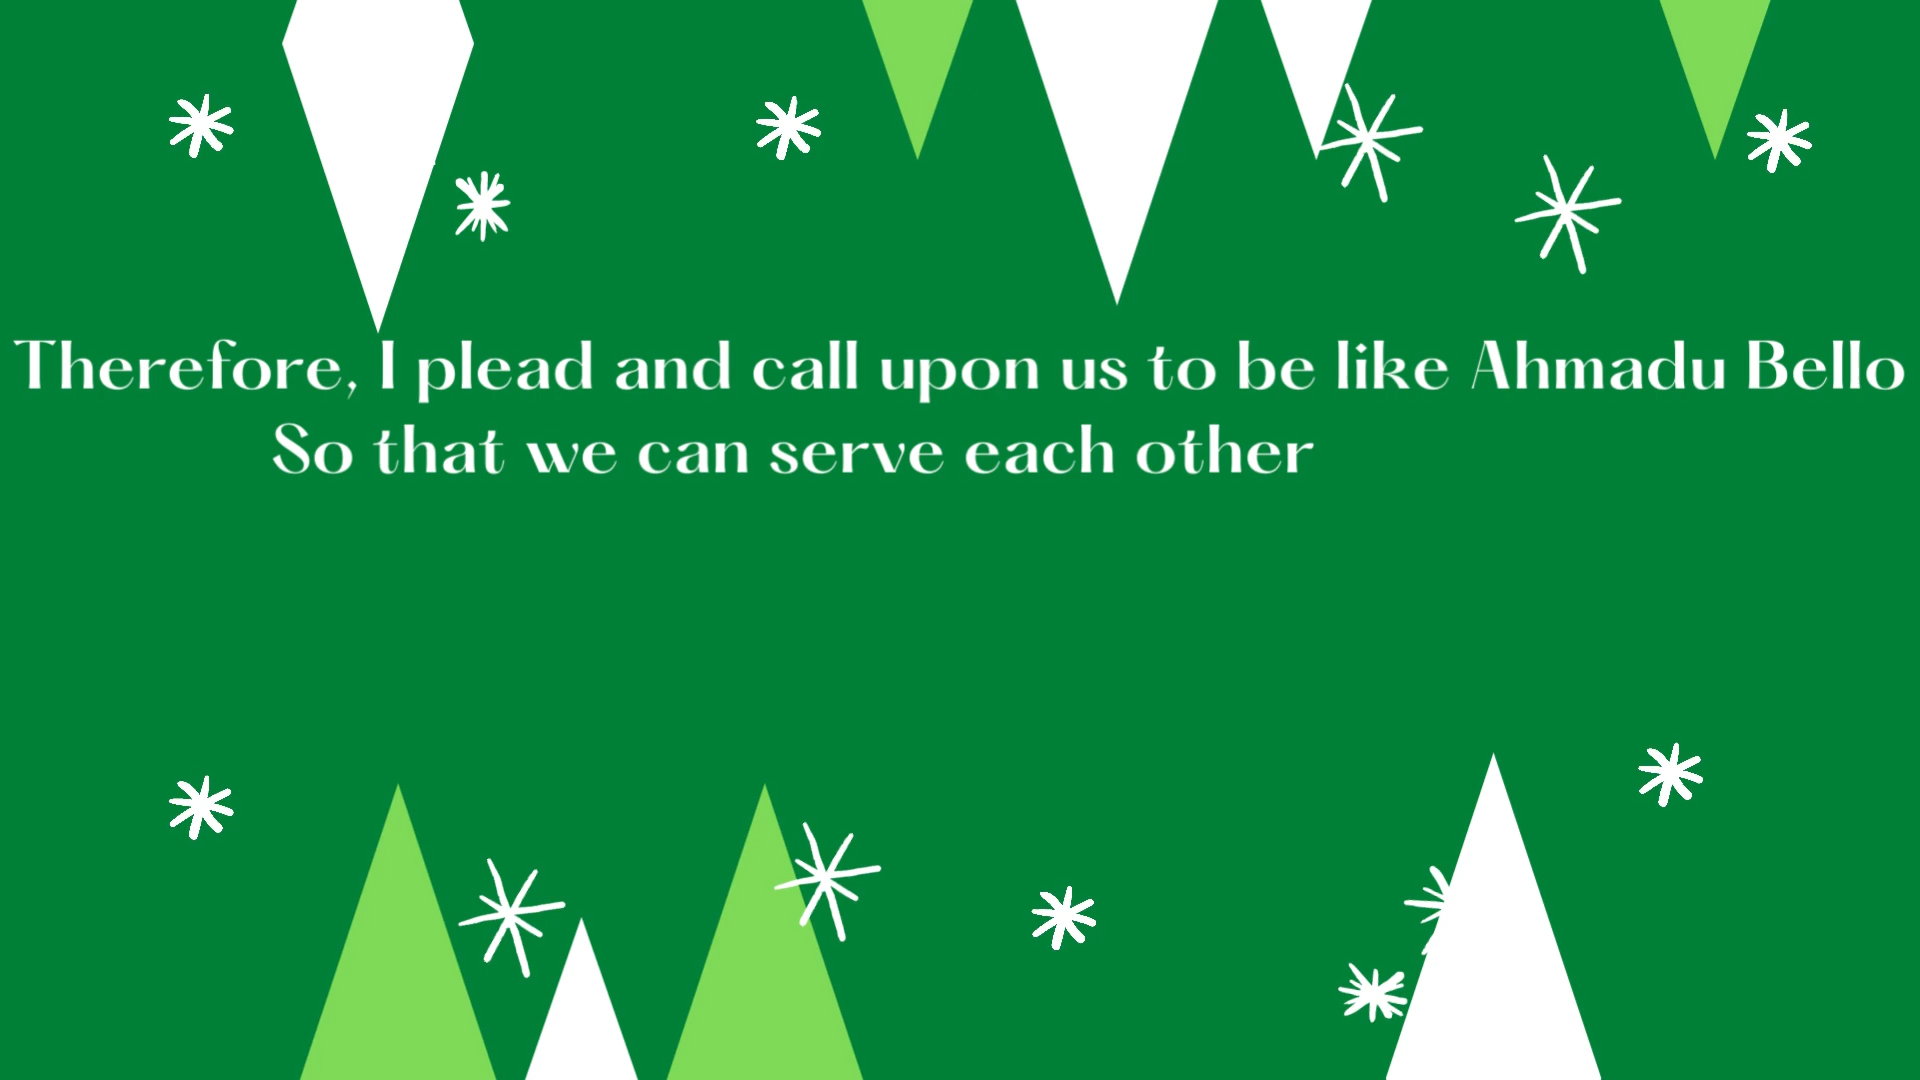 Therefore, I plead and call upon us to be like Ahmadu Bello
So that we can serve each other